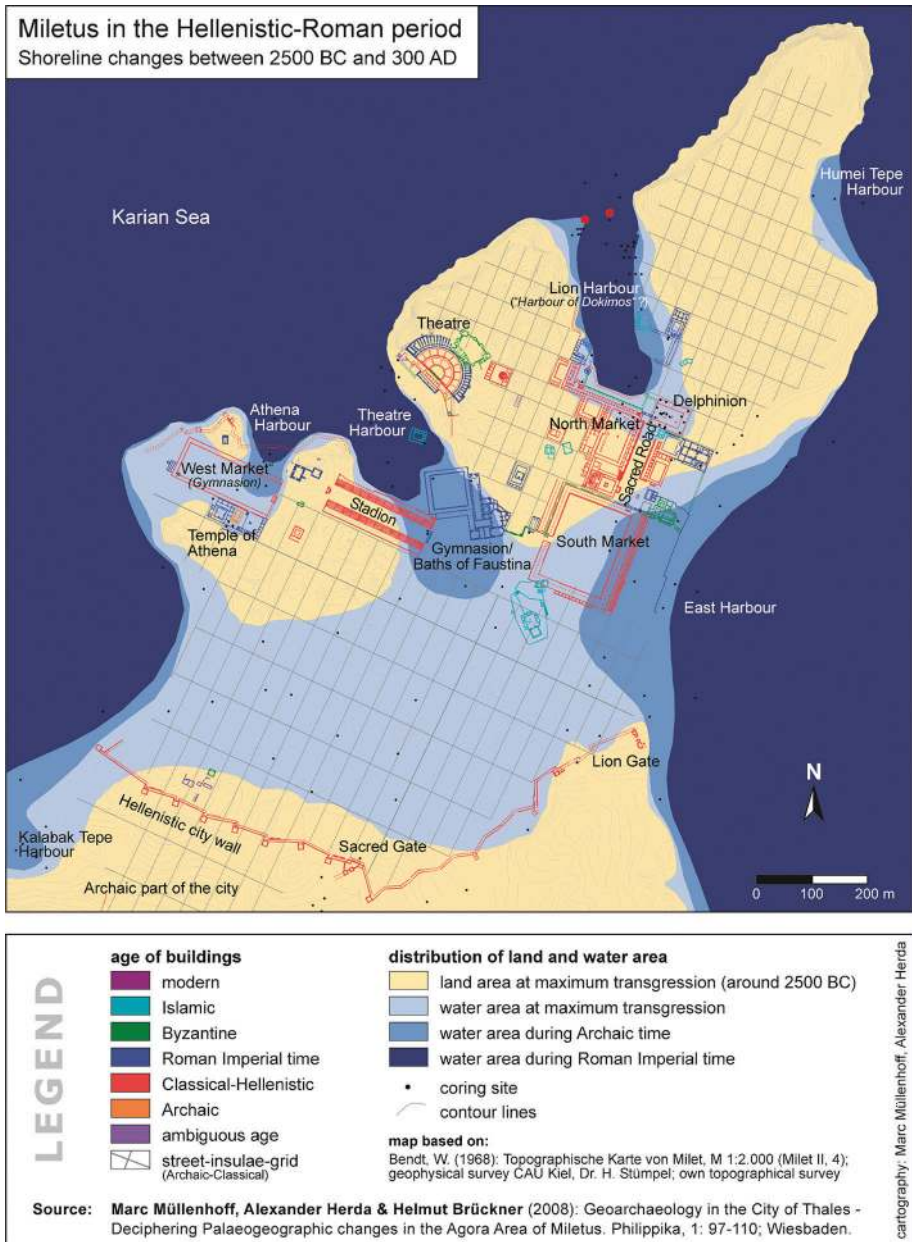 Miletus in the Hellenistic-Roman period
Shoreline changes between 2500 BC and 300 AD
Humei Tepe
Harbour
Karian Sea
Lion Harbour
("Harbour of Dokimos"?)
Theatre
Delphinion
Athena
Harbour
Theatre
Harbour
North Market
Sacred Road
West Market
(Gymnasion)
Stadion
Temple of
Athena
Gymnasion/
Baths of Faustina
South Market
East Harbour
Lion Gate
N
Hellenistic city wall
Kalabak Tepe
Harbour
Sacred Gate
Archaic part of the city
0 100 200 m
LEGEND
age of buildings
modern
Islamic
Byzantine
Roman Imperial time
Classical-Hellenistic
Archaic
ambiguous age
street-insulae-grid
(Archaic-Classical)
distribution of land and water area
land area at maximum transgression (around 2500 BC)
water area at maximum transgression
water area during Archaic time
water area during Roman Imperial time
coring site
contour lines
map based on:
Bendt, W. (1968): Topographische Karte von Milet, M 1:2.000 (Milet II, 4);
geophysical survey CAU Kiel, Dr. H. Stümpel; own topographical survey
cartography: Marc Müllenhoff, Alexander Herda
Source: Marc Müllenhoff, Alexander Herda & Helmut Brückner (2008): Geoarchaeology in the City of Thales -
Deciphering Palaeogeographic changes in the Agora Area of Miletus. Philippika, 1: 97-110; Wiesbaden.